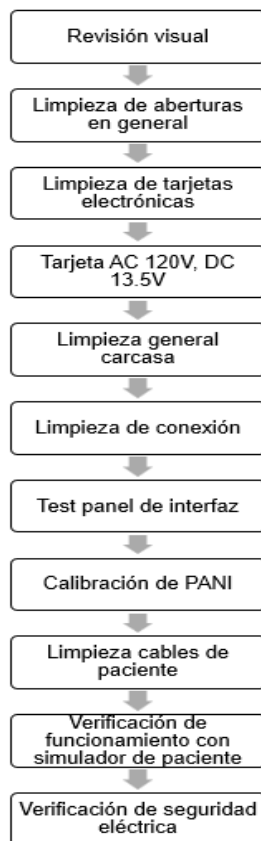 Revisión visual
Limpieza de aberturas
en general
Limpieza de tarjetas
electrónicas
Tarjeta AC 120V, DC
13.5V
Limpieza general
carcasa
Limpieza de conexión
Test panel de interfaz
Calibración de PANI
Limpieza cables de
paciente
Verificación de
funcionamiento con
simulador de paciente
Verificación de seguridad
eléctrica